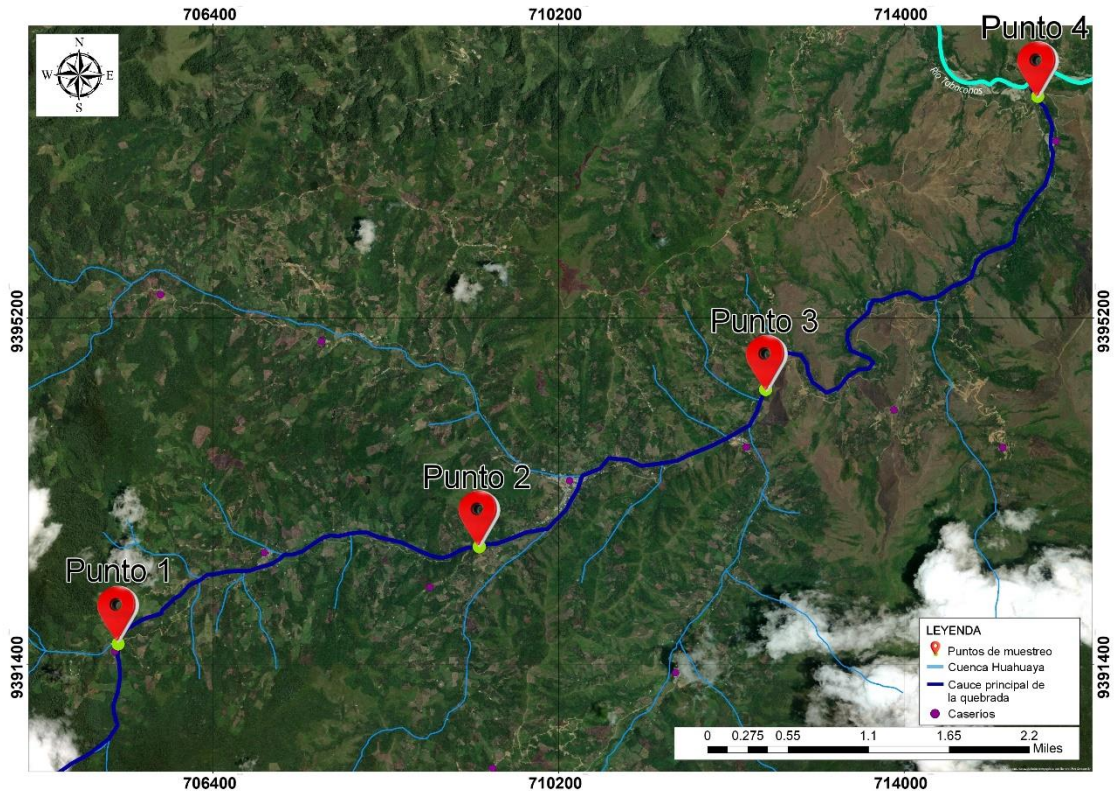 706400
710200
714000
N
W
E
S
Punto 4
Río Tabaconas
9395200
9395200
Punto 3
Punto 2
Punto 1
9391400
9391400
LEYENDA
Puntos de muestreo
Cuenca Huahuaya
Cauce principal de
la quebrada
Caserios
0 0.275 0.55 1.1 1.65 2.2
Miles
706400
710200
714000